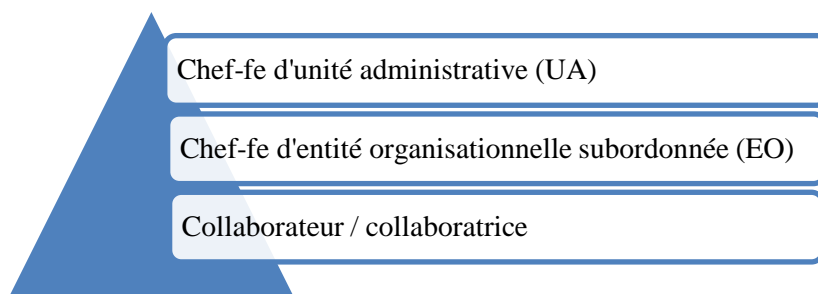 Chef-fe d'unité administrative (UA)
Chef-fe d'entité organisationnelle subordonnée (EO)
Collaborateur / collaboratrice